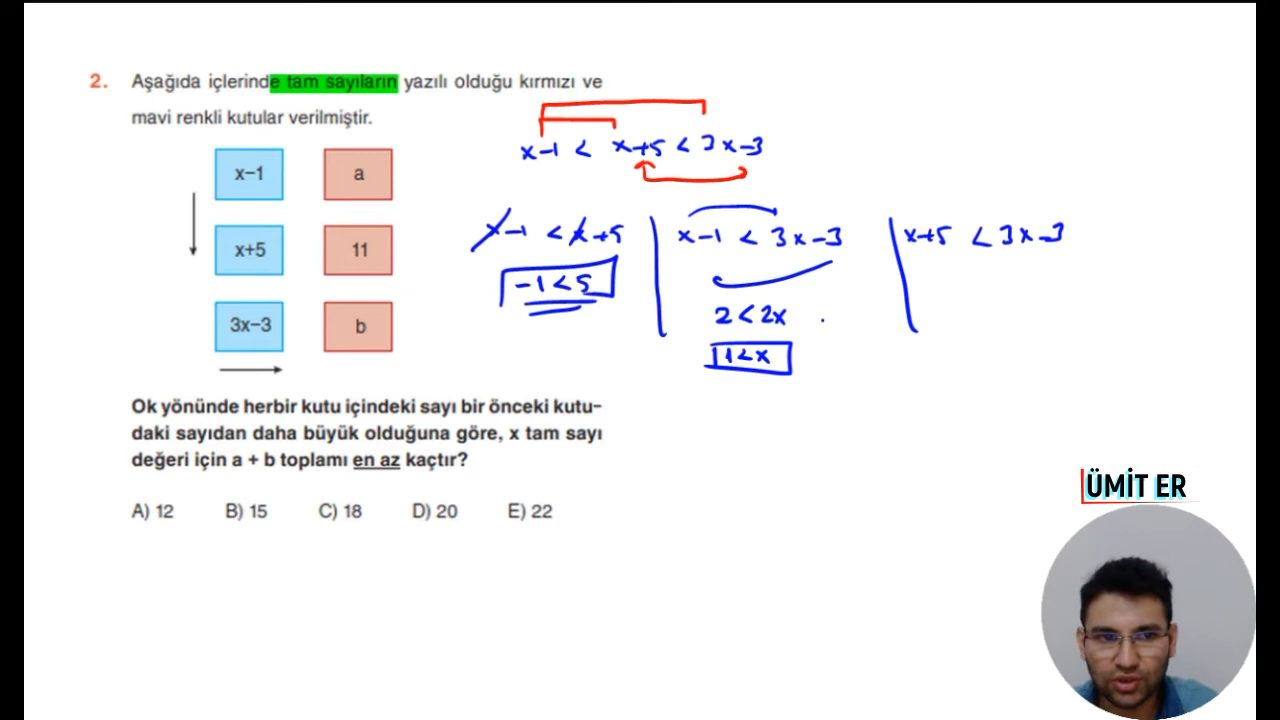 2. Aşağıda içlerinde tam sayıların yazılı olduğu kırmızı ve
mavi renkli kutular verilmiştir.
x−1 a
x+5 11
3x−3 b
Ok yönünde herbir kutu içindeki sayı bir önceki kutu-
daki sayıdan daha büyük olduğuna göre, x tam sayı
değeri için a + b toplamı en az kaçtır?
A) 12 B) 15 C) 18 D) 20 E) 22
x-1 < x+5 < 3x-3
x-1 < x+5
-1 < 5
x-1 < 3x-3
2 < 2x
1 < x
x+5 < 3x-3
ÜMİT ER